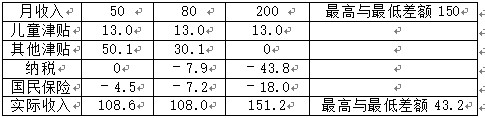 月收入 50 80 200 最高与最低差额 150
儿童津贴 13.0 13.0 13.0
其他津贴 50.1 30.1 0
纳税 0 -7.9 -43.8
国民保险 -4.5 -7.2 -18.0
实际收入 108.6 108.0 151.2 最高与最低差额 43.2